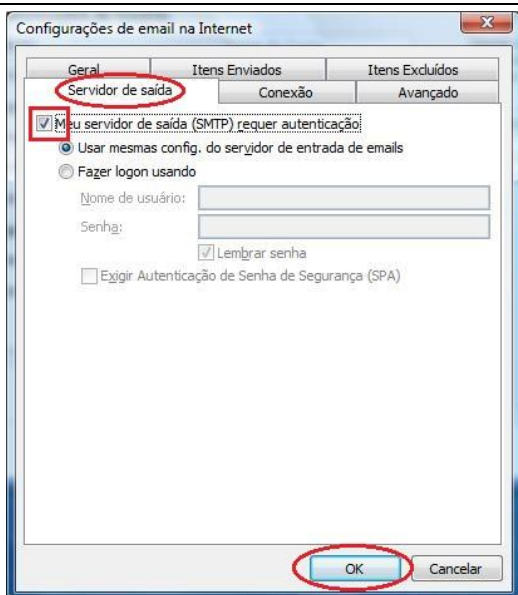 Configurações de email na Internet
Geral Itens Enviados Itens Excluídos
Servidor de saída Conexão Avançado
Meu servidor de saída (SMTP) requer autenticação
Usar mesmas config. do servidor de entrada de emails
Fazer logon usando
Nome de usuário:
Senha:
Lembrar senha
Exigir Autenticação de Senha de Segurança (SPA)
OK Cancelar